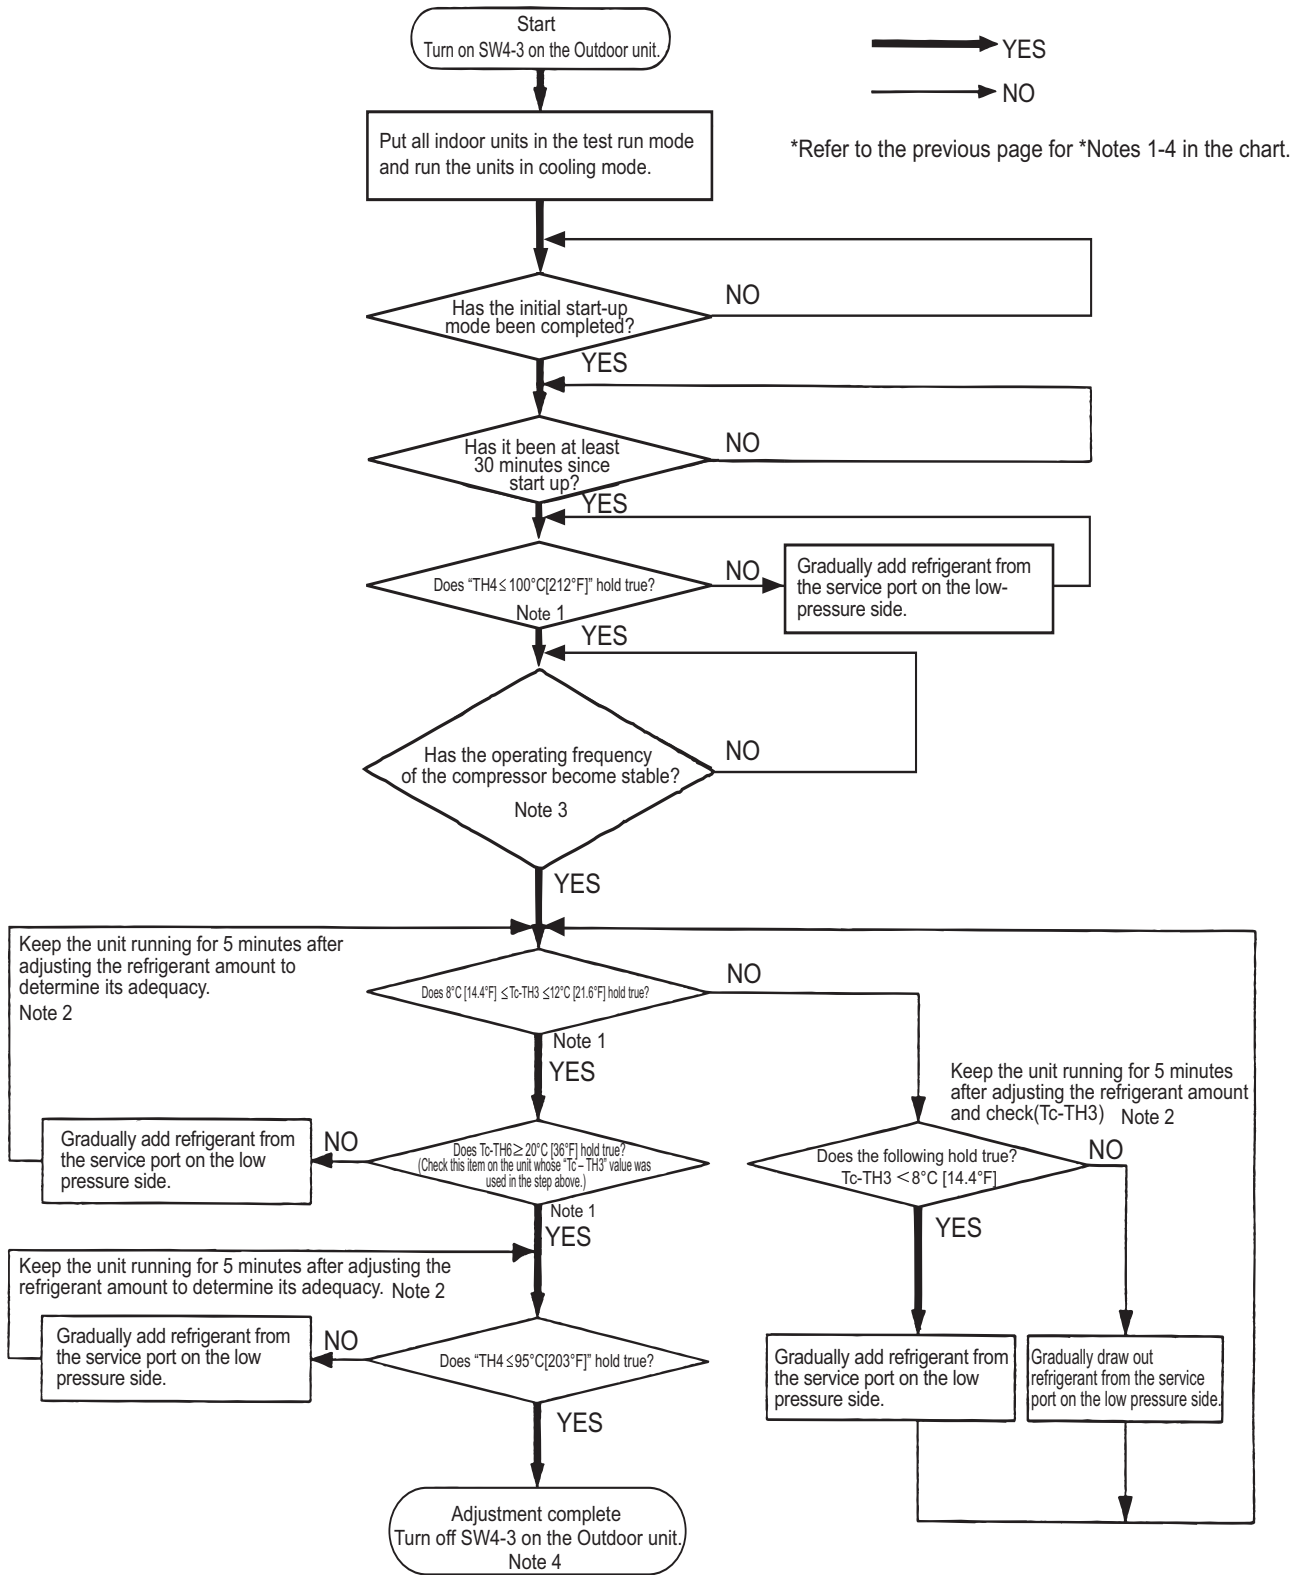 Start
Turn on SW4-3 on the Outdoor unit.
YES
NO
*Refer to the previous page for *Notes 1-4 in the chart.
Put all indoor units in the test run mode
and run the units in cooling mode.
Has the initial start-up
mode been completed?
NO
YES
Has it been at least
30 minutes since
start up?
NO
YES
Does “TH4≤100°C[212°F]” hold true?
Note 1
NO
Gradually add refrigerant from
the service port on the low-
pressure side.
YES
Has the operating frequency
of the compressor become stable?
Note 3
NO
YES
Keep the unit running for 5 minutes after
adjusting the refrigerant amount to
determine its adequacy.
Note 2
Does 8°C [14.4°F] ≤Tc-TH3 ≤12°C [21.6°F] hold true?
NO
Note 1
YES
Keep the unit running for 5 minutes
after adjusting the refrigerant amount
and check(Tc-TH3) Note 2
Gradually add refrigerant from
the service port on the low
pressure side.
NO
Does Tc-TH6≥20°C [36°F] hold true?
(Check this item on the unit whose “Tc – TH3” value was
used in the step above.)
Note 1
YES
Does the following hold true?
Tc-TH3 <8°C [14.4°F]
NO
YES
Keep the unit running for 5 minutes after adjusting the
refrigerant amount to determine its adequacy. Note 2
Gradually add refrigerant from
the service port on the low
pressure side.
NO
Does “TH4≤95°C[203°F]” hold true?
YES
Gradually add refrigerant from
the service port on the low
pressure side.
Gradually draw out
refrigerant from the service
port on the low pressure side.
Adjustment complete
Turn off SW4-3 on the Outdoor unit.
Note 4